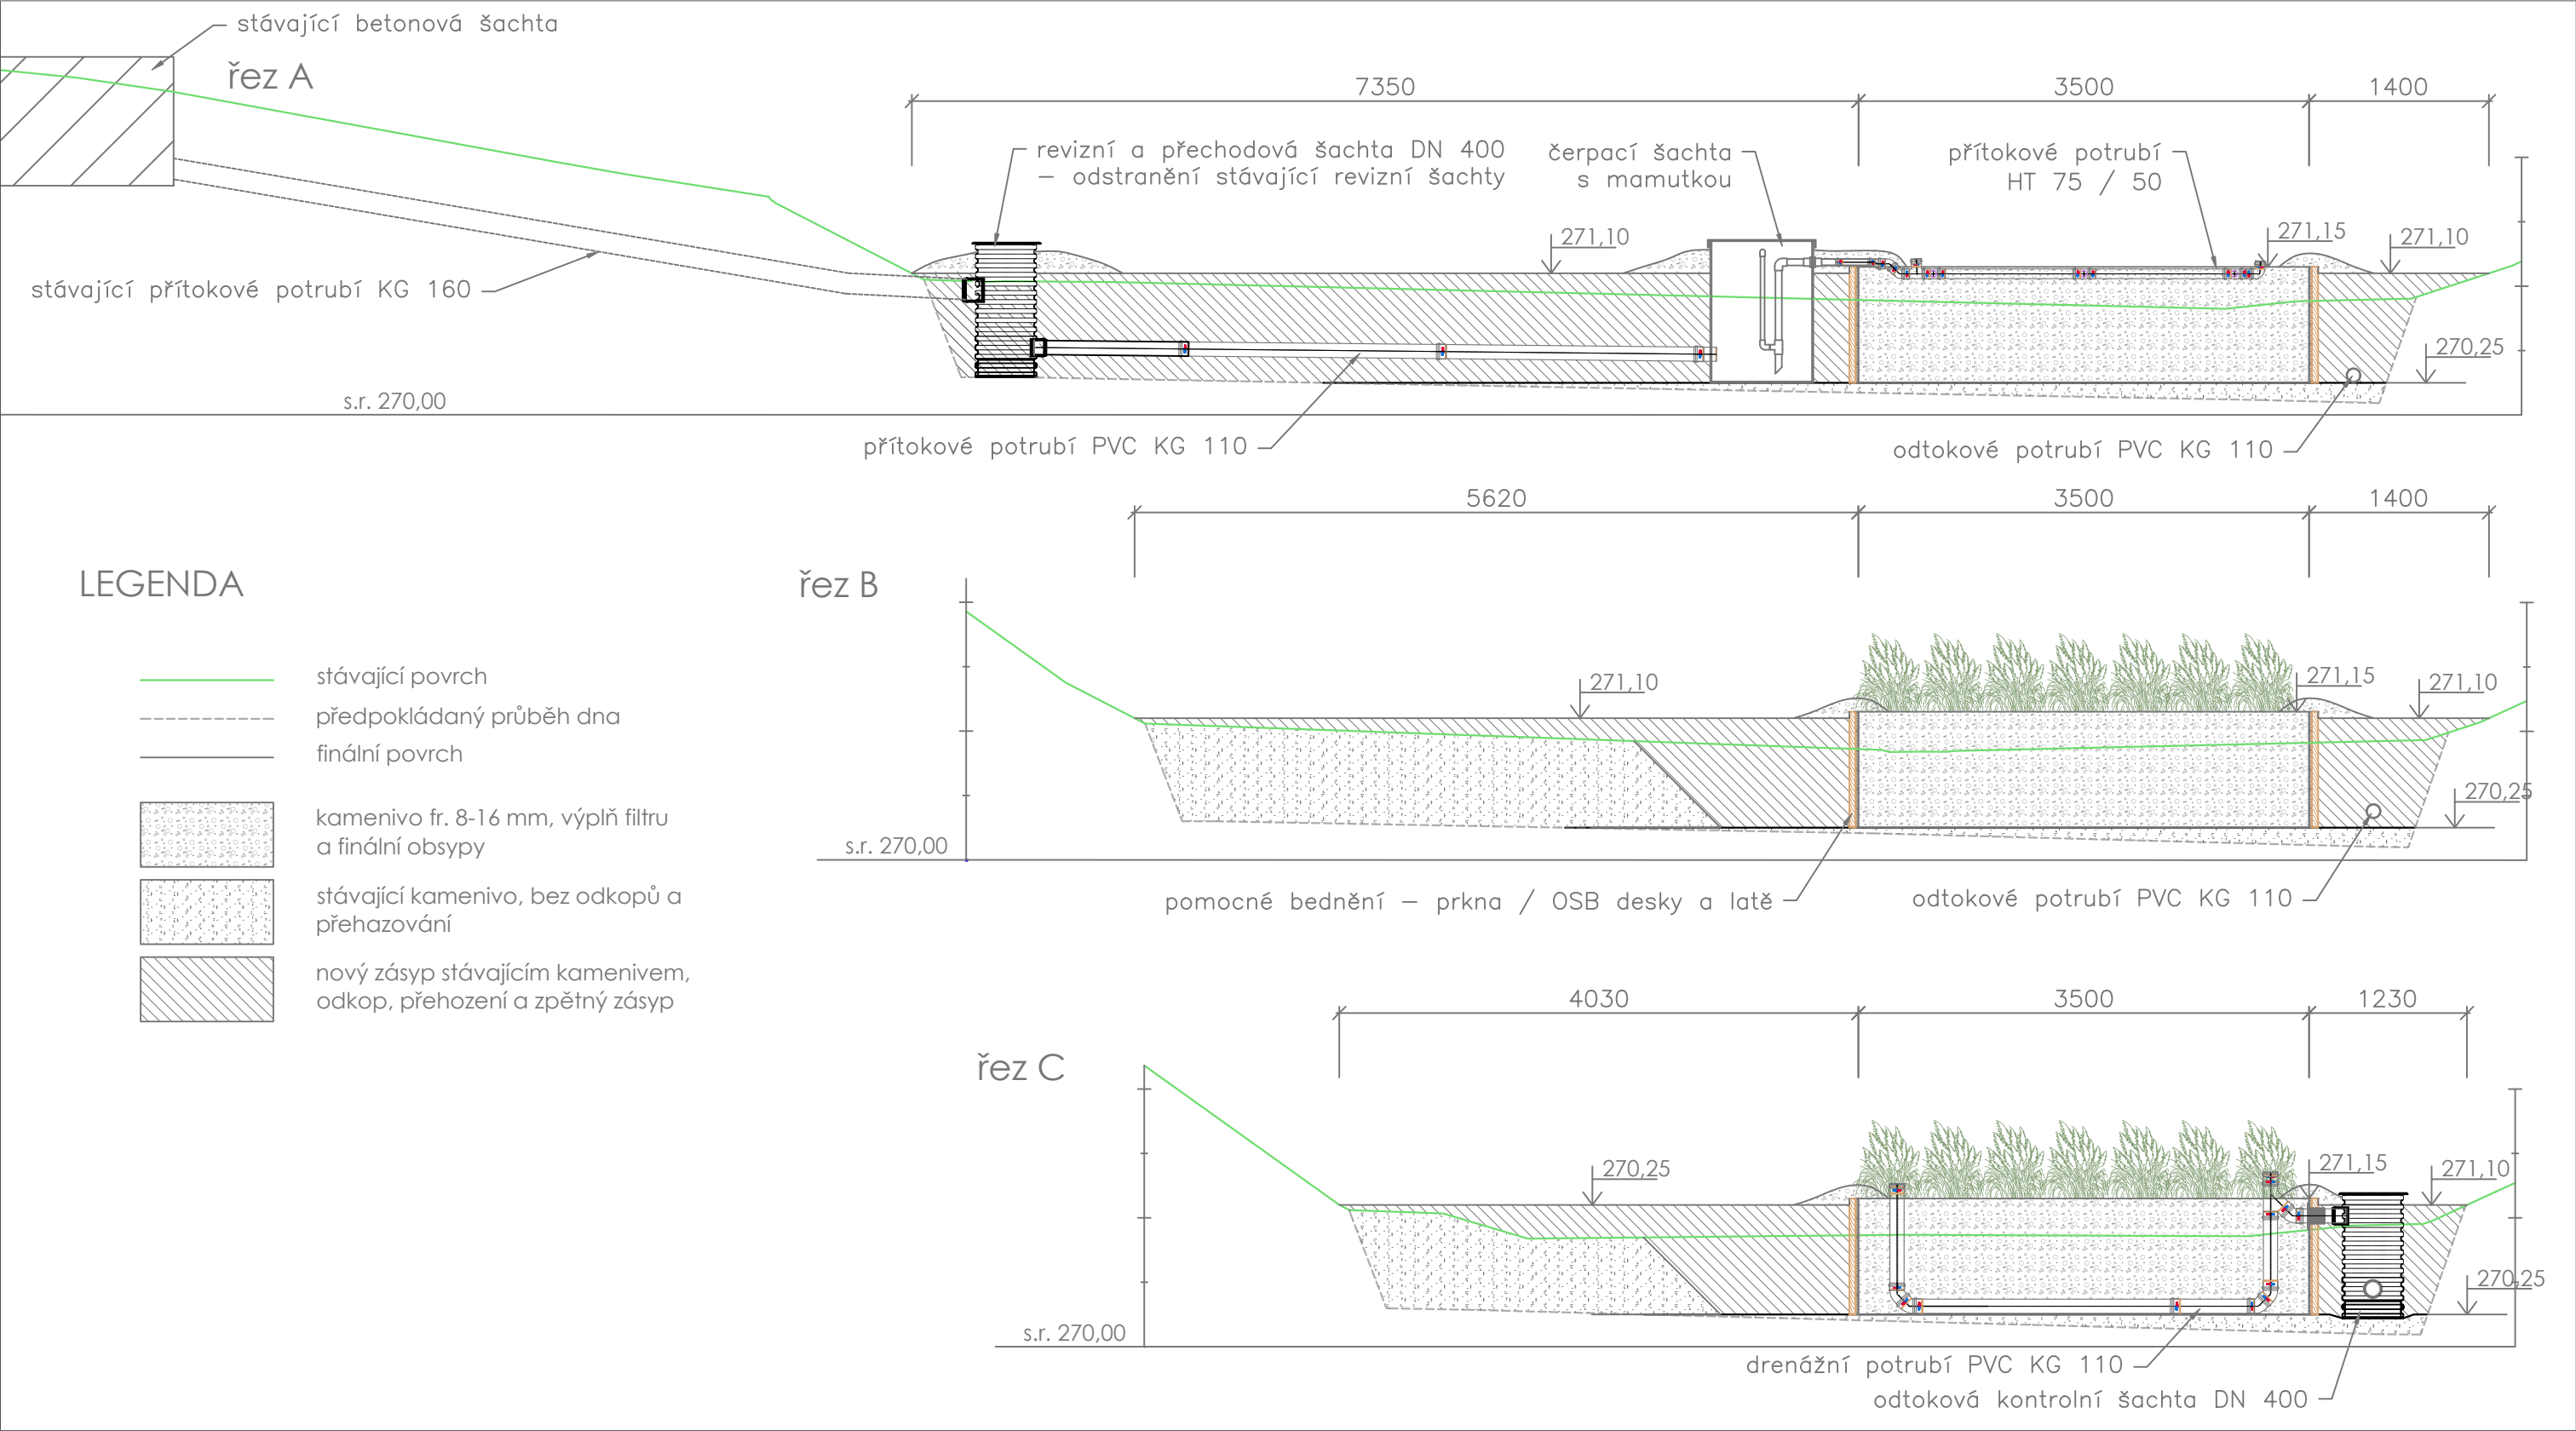 stávající betonová šachta
řez A
7350
3500
1400
revizní a přechodová šachta DN 400
– odstranění stávající revizní šachty
čerpací šachta
s mamutkou
přítokové potrubí
HT 75 / 50
271,10
271,15
271,10
stávající přítokové potrubí KG 160
270,25
s.r. 270,00
přítokové potrubí PVC KG 110
odtokové potrubí PVC KG 110
5620
3500
1400
LEGENDA
stávající povrch
předpokládaný průběh dna
finální povrch
kamenivo fr. 8-16 mm, výplň filtru
a finální obsypy
stávající kamenivo, bez odkopů a
přehazování
nový zásyp stávajícím kamenivem,
odkop, přehození a zpětný zásyp
řez B
271,10
271,15
271,10
270,25
s.r. 270,00
pomocné bednění – prkna / OSB desky a latě
odtokové potrubí PVC KG 110
4030
3500
1230
řez C
270,25
271,15
271,10
270,25
s.r. 270,00
drenážní potrubí PVC KG 110
odtoková kontrolní šachta DN 400